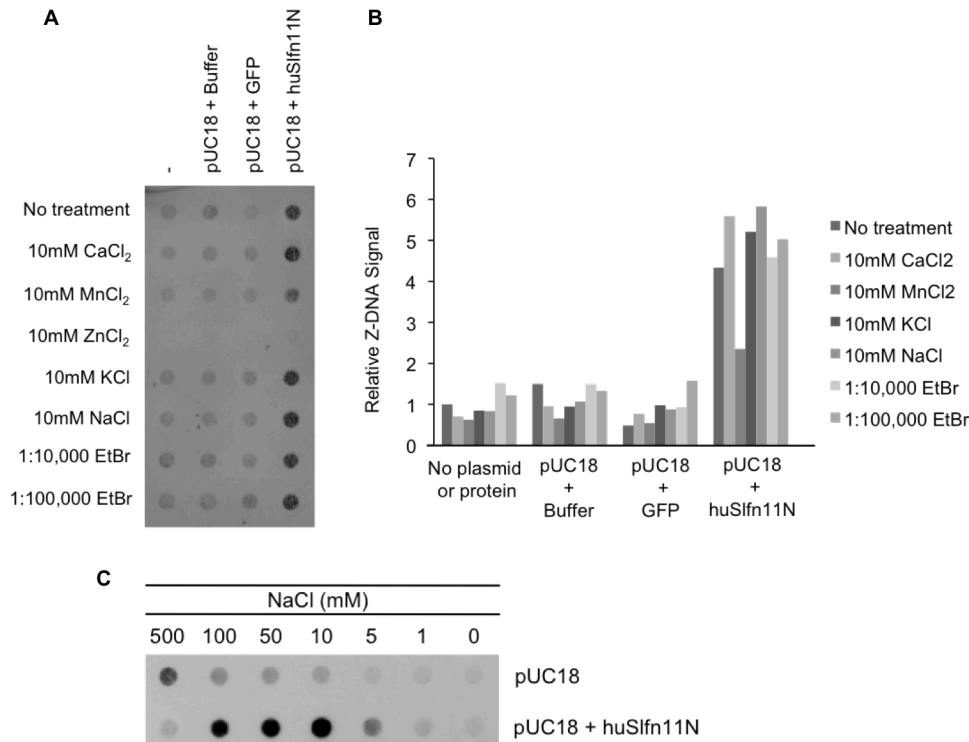 A
B
-
pUC18 + Buffer
pUC18 + GFP
pUC18 + huSlfn11N
No treatment
10mM CaCl₂
10mM MnCl₂
10mM ZnCl₂
10mM KCl
10mM NaCl
1:10,000 EtBr
1:100,000 EtBr
Relative Z-DNA Signal
7
6
5
4
3
2
1
0
No plasmid
or protein
pUC18
+
Buffer
pUC18
+
GFP
pUC18
+
huSlfn11N
No treatment
10mM CaCl2
10mM MnCl2
10mM KCl
10mM NaCl
1:10,000 EtBr
1:100,000 EtBr
C
NaCl (mM)
500 100 50 10 5 1 0
pUC18
pUC18 + huSlfn11N